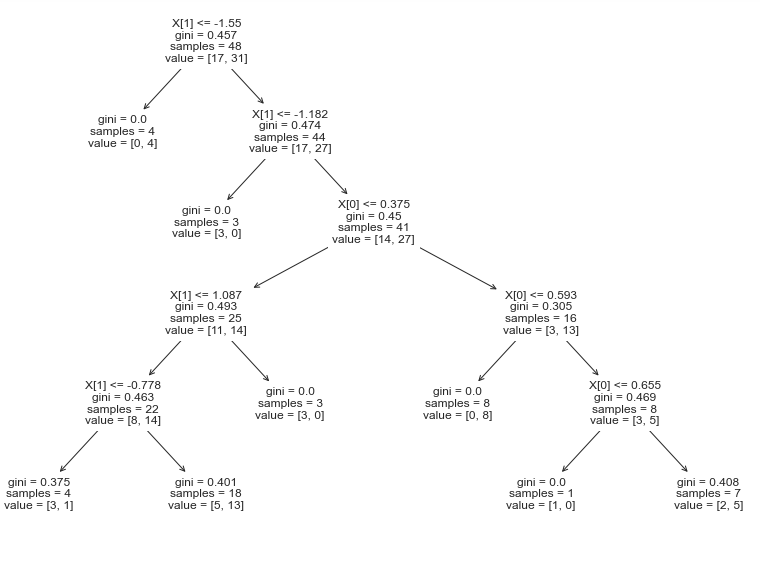 X[1] <= -1.55
gini = 0.457
samples = 48
value = [17, 31]
gini = 0.0
samples = 4
value = [0, 4]
X[1] <= -1.182
gini = 0.474
samples = 44
value = [17, 27]
gini = 0.0
samples = 3
value = [3, 0]
X[0] <= 0.375
gini = 0.45
samples = 41
value = [14, 27]
X[1] <= 1.087
gini = 0.493
samples = 25
value = [11, 14]
X[0] <= 0.593
gini = 0.305
samples = 16
value = [3, 13]
X[1] <= -0.778
gini = 0.463
samples = 22
value = [8, 14]
gini = 0.0
samples = 3
value = [3, 0]
gini = 0.0
samples = 8
value = [0, 8]
X[0] <= 0.655
gini = 0.469
samples = 8
value = [3, 5]
gini = 0.375
samples = 4
value = [3, 1]
gini = 0.401
samples = 18
value = [5, 13]
gini = 0.0
samples = 1
value = [1, 0]
gini = 0.408
samples = 7
value = [2, 5]